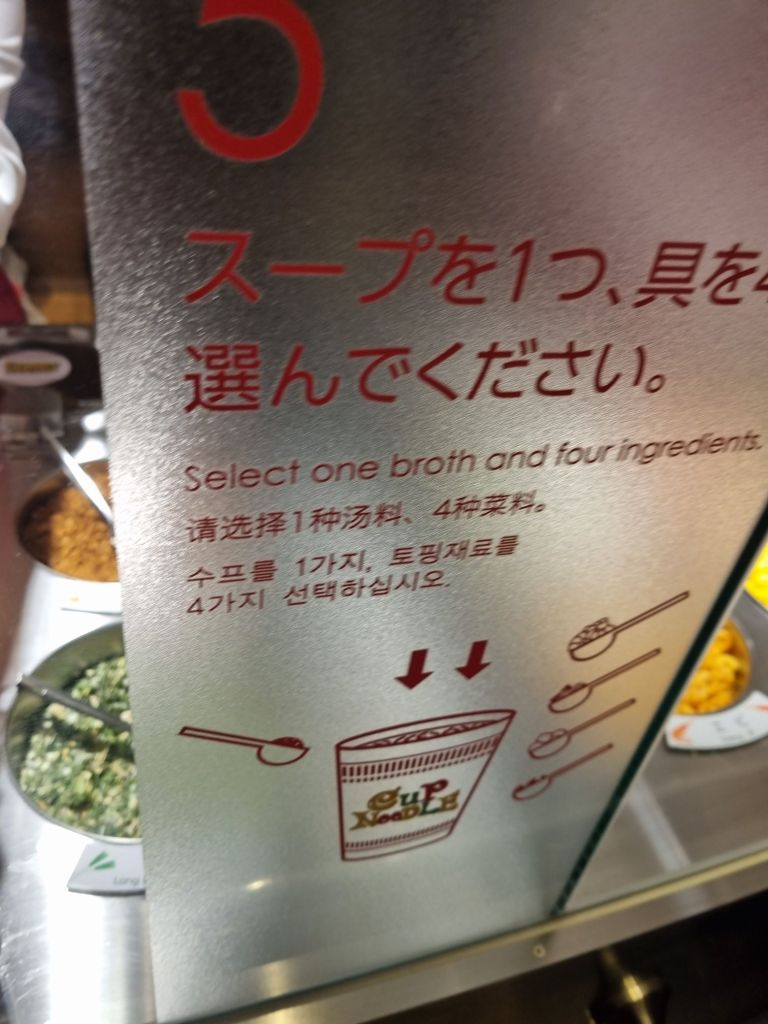 5
スープを1つ、具を4
選んでください。
Select one broth and four ingredients.
请选择1种汤料、4种菜料。
수프를 1가지, 토핑재료를
4가지 선택하십시오.
CUP
NOODLE
Long